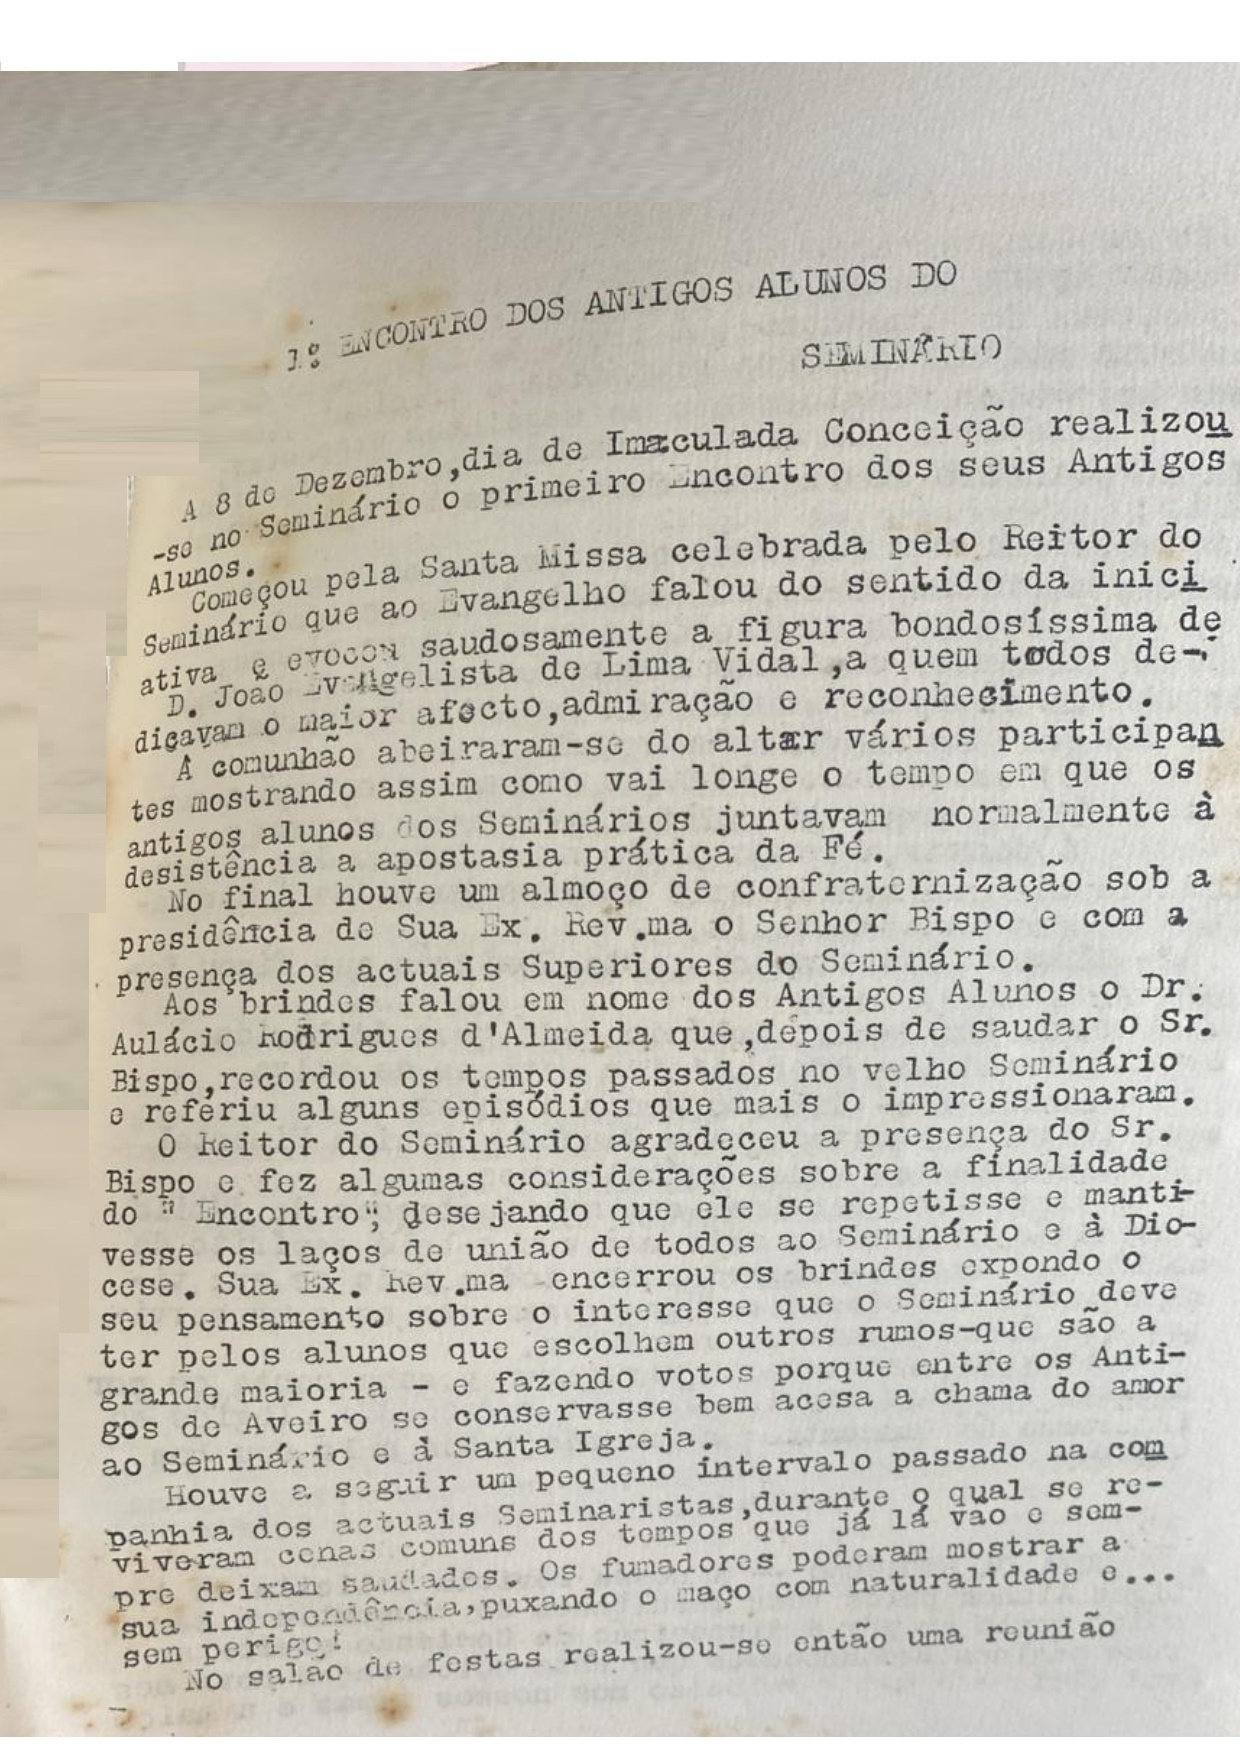 1º ENCONTRO DOS ANTIGOS ALUNOS DO
SEMINÁRIO
A 8 de Dezembro,dia de Imaculada Conceição realizou
-se no Seminário o primeiro Encontro dos seus Antigos
Alunos.
Começou pela Santa Missa celebrada pelo Reitor do
Seminário que ao Evangelho falou do sentido da inici
ativa e evocou saudosamente a figura bondosíssima de
D. João Evangelista de Lima Vidal,a quem todos de-
dicavam o maior afecto,admiração e reconhecimento.
À comunhão abeiraram-se do altar vários participan
tes mostrando assim como vai longe o tempo em que os
antigos alunos dos Seminários juntavam normalmente à
desistência a apostasia prática da Fé.
No final houve um almoço de confraternização sob a
presidência de Sua Ex. Rev.ma o Senhor Bispo e com a
presença dos actuais Superiores do Seminário.
Aos brindes falou em nome dos Antigos Alunos o Dr.
Aulácio Rodrigues d'Almeida que,depois de saudar o Sr.
Bispo,recordou os tempos passados no velho Seminário
e referiu alguns episódios que mais o impressionaram.
O Reitor do Seminário agradeceu a presença do Sr.
Bispo e fez algumas considerações sobre a finalidade
do " Encontro", desejando que ele se repetisse e manti-
vesse os laços de união de todos ao Seminário e à Dio-
cese. Sua Ex. Rev.ma encerrou os brindes expondo o
seu pensamento sobre o interesse que o Seminário deve
ter pelos alunos que escolhem outros rumos-que são a
grande maioria - e fazendo votos porque entre os Anti-
gos de Aveiro se conservasse bem acesa a chama do amor
ao Seminário e à Santa Igreja.
Houve a seguir um pequeno intervalo passado na com
panhia dos actuais Seminaristas,durante o qual se re-
viveram cenas comuns dos tempos que já lá vão e sem-
pre deixam saudades. Os fumadores poderam mostrar a
sua independência,puxando o maço com naturalidade e...
sem perigo!
No salão de festas realizou-se então uma reunião